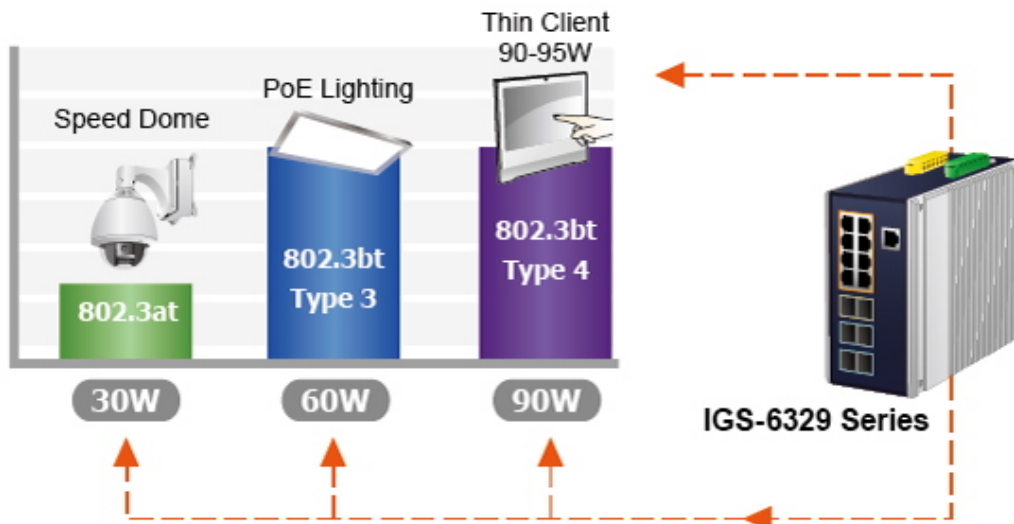 Thin Client
90-95W
PoE Lighting
Speed Dome
802.3at
802.3bt
Type 3
802.3bt
Type 4
30W
60W
90W
IGS-6329 Series